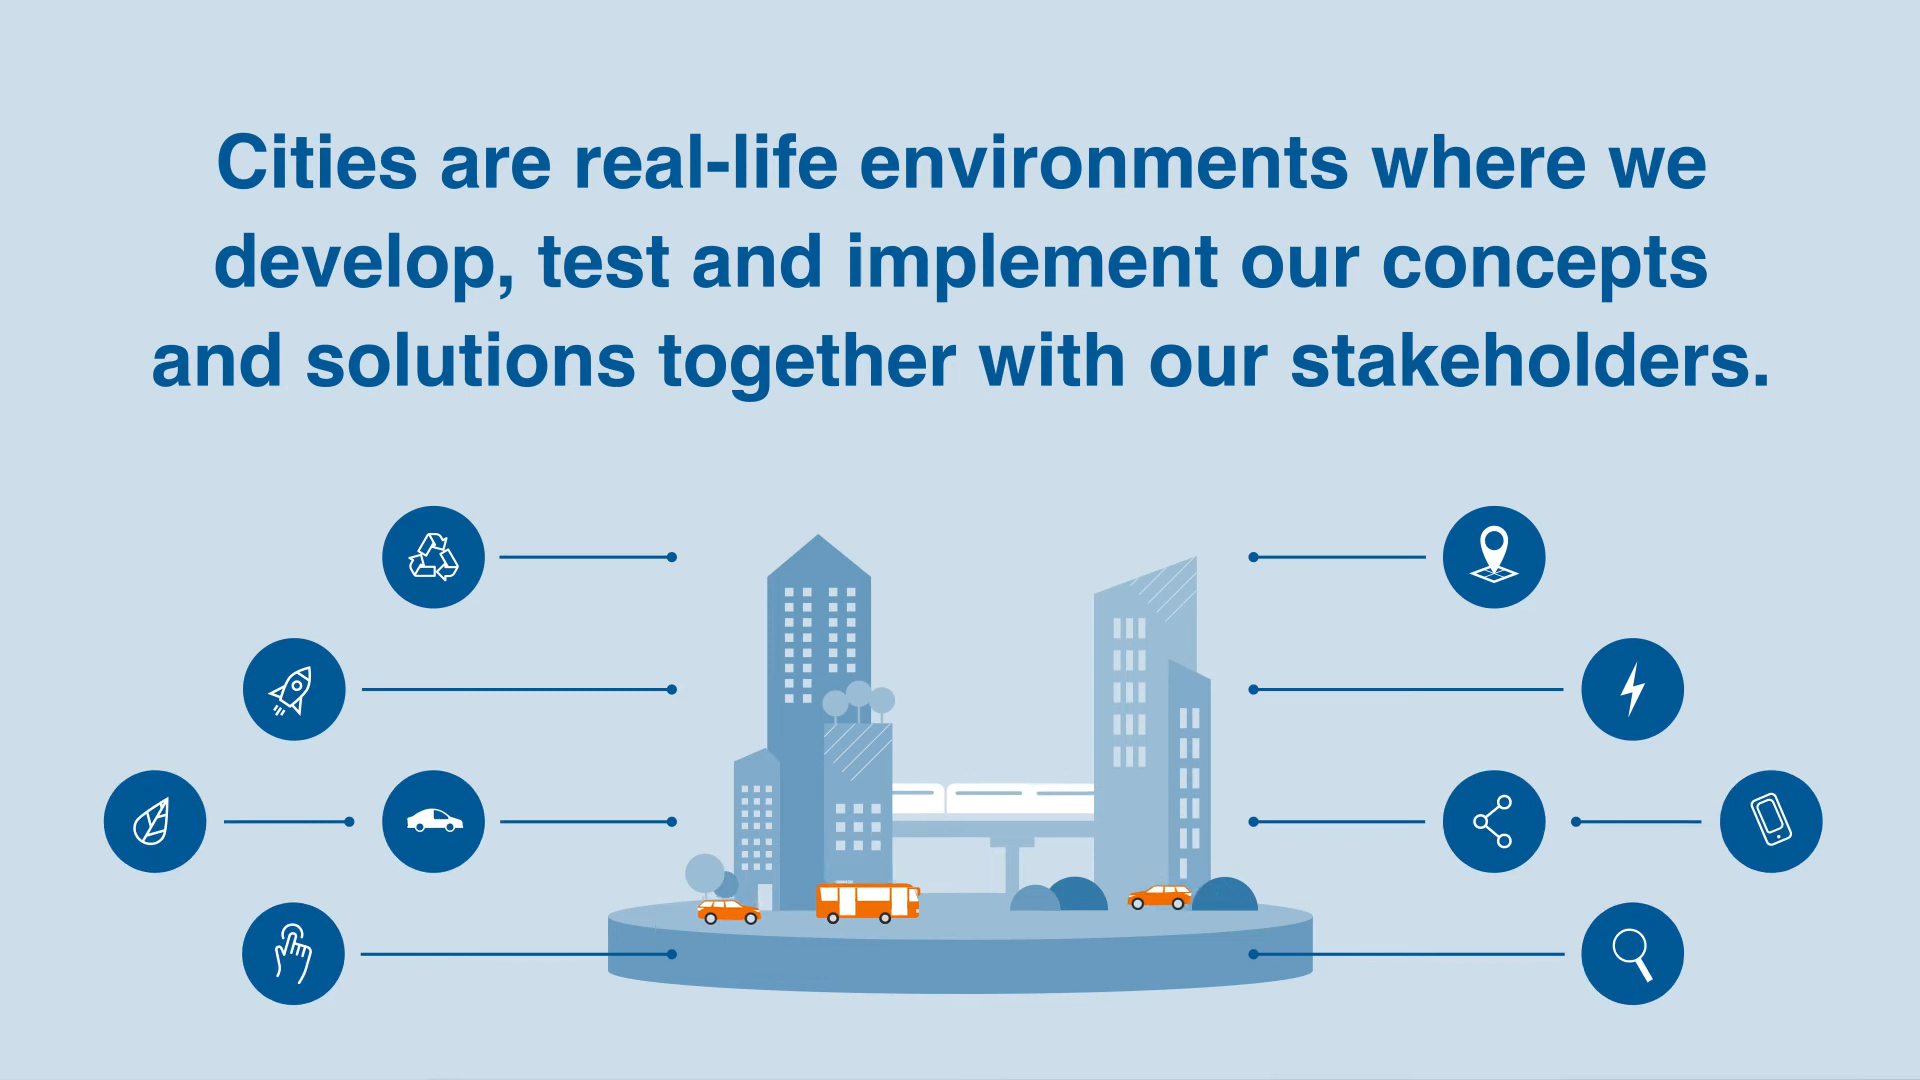 Cities are real-life environments where we
develop, test and implement our concepts
and solutions together with our stakeholders.